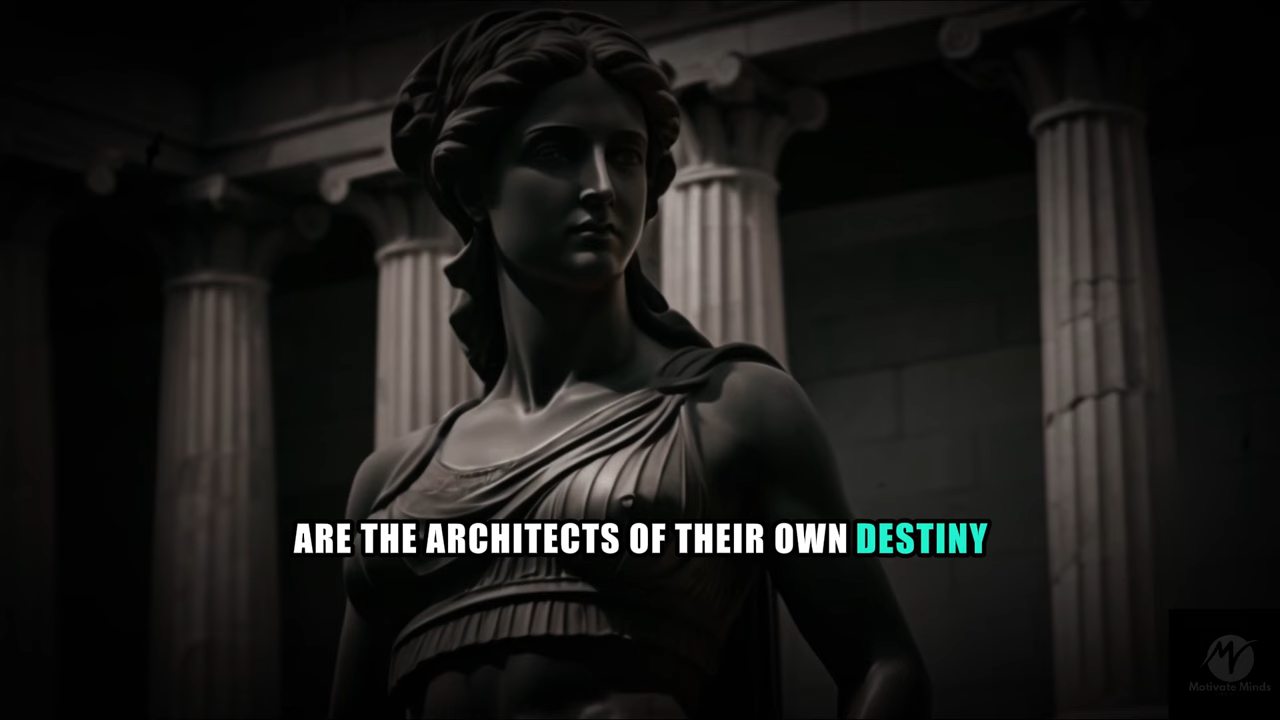 ARE THE ARCHITECTS OF THEIR OWN DESTINY
Motivate Minds